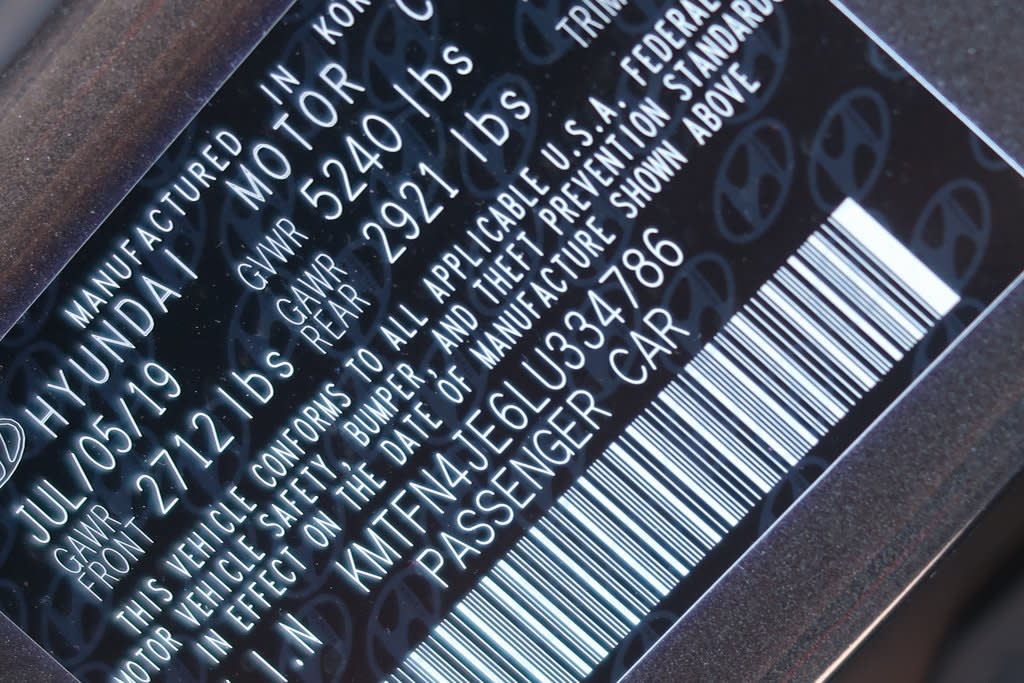 MANUFACTURED IN KOR
HYUNDAI MOTOR C
JUL/05/19 GVWR 5240 lbs
GAWR FRONT 2712 lbs GAWR REAR 2921 lbs
TRIM
THIS VEHICLE CONFORMS TO ALL APPLICABLE U.S.A. FEDERAL
MOTOR VEHICLE SAFETY, BUMPER, AND THEFT PREVENTION STANDARDS
IN EFFECT ON THE DATE OF MANUFACTURE SHOWN ABOVE
I.N KMTFN4JE6LU334786
PASSENGER CAR